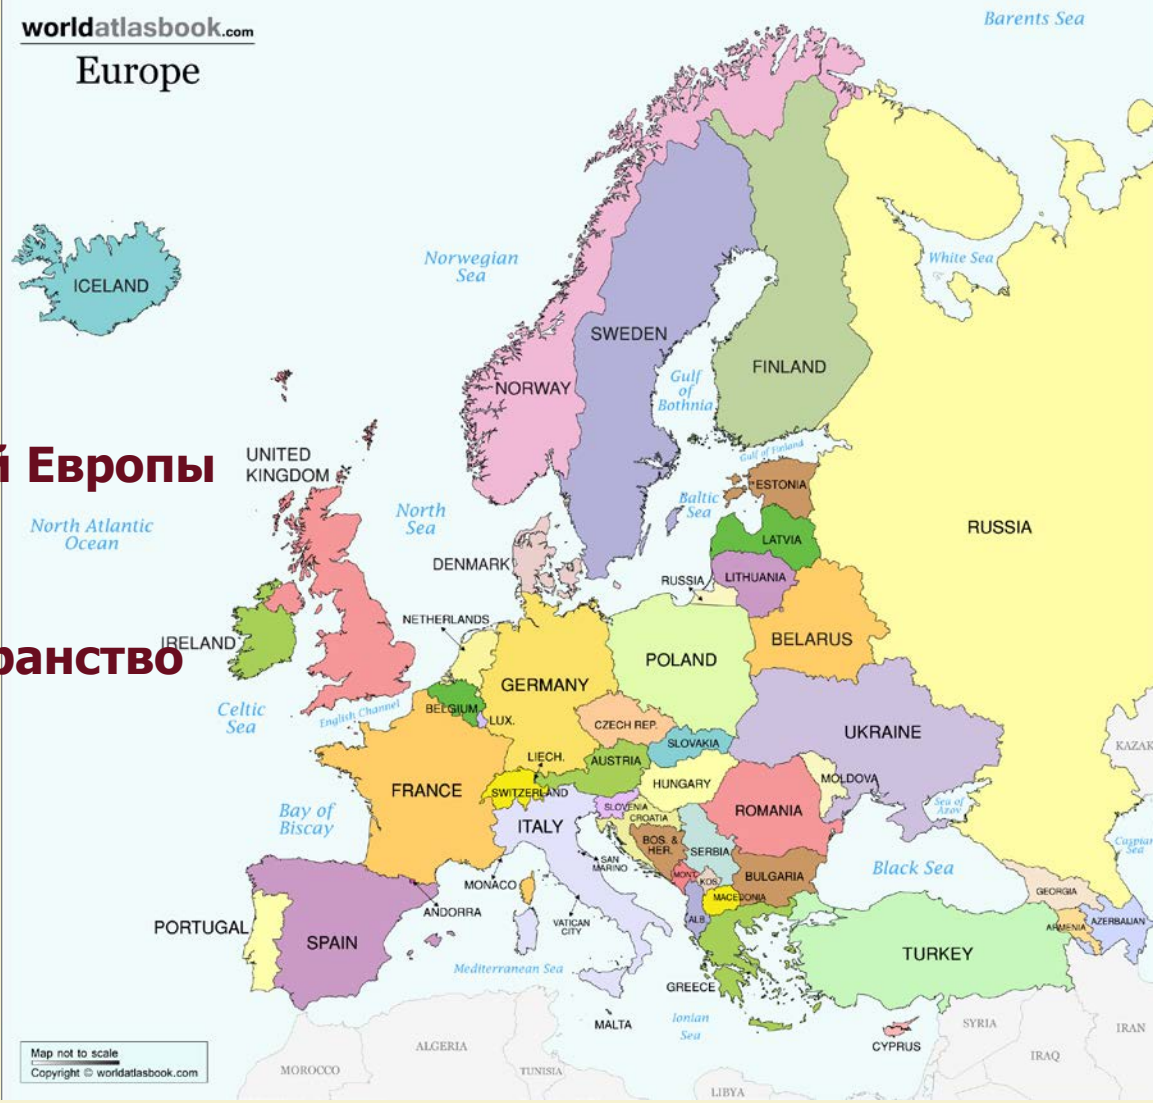 worldatlasbook.com
Europe
Barents Sea
ICELAND
Norwegian
Sea
White Sea
SWEDEN
FINLAND
NORWAY
Gulf
of
Bothnia
й Европы
UNITED
KINGDOM
Gulf of Finland
ESTONIA
Baltic
Sea
North
Sea
North Atlantic
Ocean
RUSSIA
LATVIA
DENMARK
RUSSIA
LITHUANIA
NETHERLANDS
BELARUS
IRELAND
ранство
POLAND
GERMANY
Celtic
Sea
English Channel
BELGIUM
LUX.
CZECH REP.
UKRAINE
SLOVAKIA
KAZAK
LIECH.
AUSTRIA
FRANCE
SWITZERLAND
HUNGARY
MOLDOVA
Bay of
Biscay
SLOVENIA
CROATIA
ROMANIA
Sea of
Azov
ITALY
BOS. &
HER.
SERBIA
Caspian
Sea
SAN
MARINO
Black Sea
MONT.
KOS.
BULGARIA
MONACO
GEORGIA
MACEDONIA
ANDORRA
ALB.
ARMENIA
AZERBAIJAN
PORTUGAL
VATICAN
CITY
SPAIN
TURKEY
Mediterranean Sea
GREECE
MALTA
Ionian
Sea
CYPRUS
SYRIA
IRAN
IRAQ
ALGERIA
MOROCCO
TUNISIA
LIBYA
Map not to scale
Copyright © worldatlasbook.com